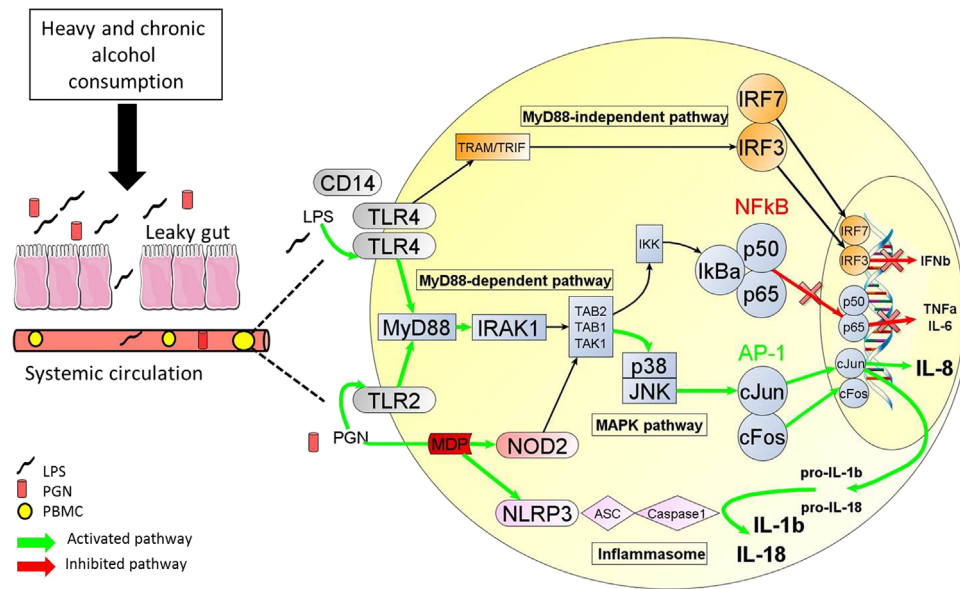 Heavy and chronic
alcohol
consumption
Leaky gut
Systemic circulation
LPS
PGN
PBMC
Activated pathway
Inhibited pathway
CD14
LPS
TLR4
TLR4
TRAM/TRIF
MyD88-independent pathway
IRF7
IRF3
MyD88-dependent pathway
MyD88
IRAK1
TAB2
TAB1
TAK1
IKK
NFkB
IkBa
p50
p65
p38
JNK
MAPK pathway
AP-1
cJun
cFos
TLR2
PGN
MDP
NOD2
NLRP3
ASC
Caspase1
Inflammasome
IRF7
IRF3
IFNb
p50
p65
TNFa
IL-6
cJun
cFos
IL-8
pro-IL-1b
pro-IL-18
IL-1b
IL-18